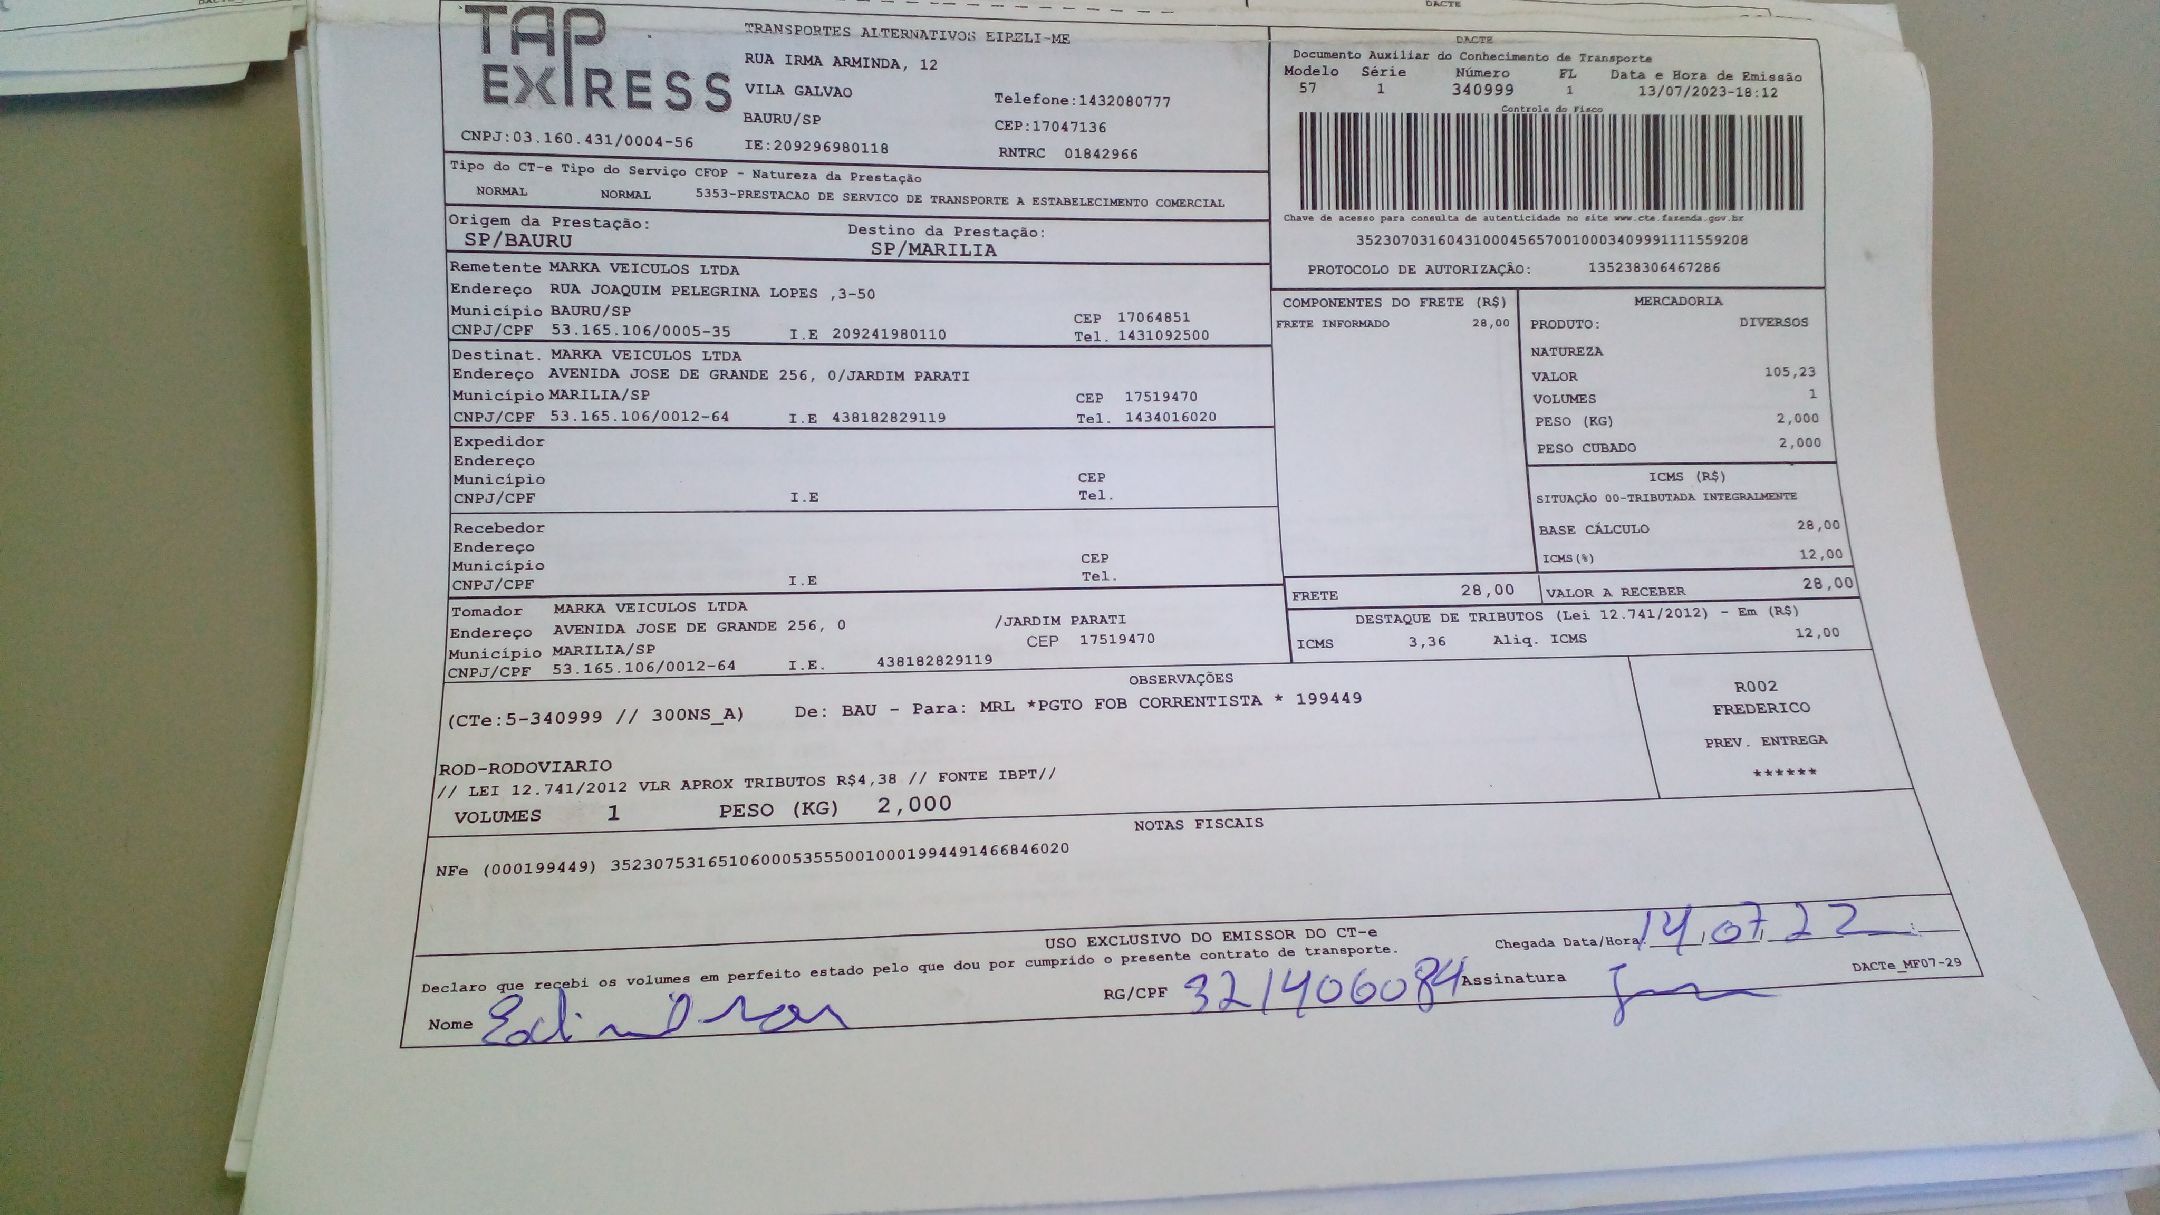 DACTE
TAP EXPRESS
TRANSPORTES ALTERNATIVOS EIRELI-ME
RUA IRMA ARMINDA, 12
VILA GALVAO
Telefone:1432080777
BAURU/SP
CEP:17047136
CNPJ:03.160.431/0004-56
IE:209296980118
RNTRC 01842966
DACTE
Documento Auxiliar do Conhecimento de Transporte
Modelo Série Número FL Data e Hora de Emissão
57 1 340999 1 13/07/2023-18:12
Controle do Fisco
Chave de acesso para consulta de autenticidade no site www.cte.fazenda.gov.br
35230703160431000456570010003409991111559208
PROTOCOLO DE AUTORIZAÇÃO: 135238306467286
Tipo do CT-e Tipo do Serviço CFOP - Natureza da Prestação
NORMAL NORMAL 5353-PRESTACAO DE SERVICO DE TRANSPORTE A ESTABELECIMENTO COMERCIAL
Origem da Prestação: Destino da Prestação:
SP/BAURU SP/MARILIA
Remetente MARKA VEICULOS LTDA
Endereço RUA JOAQUIM PELEGRINA LOPES ,3-50
Município BAURU/SP CEP 17064851
CNPJ/CPF 53.165.106/0005-35 I.E 209241980110 Tel. 1431092500
Destinat. MARKA VEICULOS LTDA
Endereço AVENIDA JOSE DE GRANDE 256, 0/JARDIM PARATI
Município MARILIA/SP CEP 17519470
CNPJ/CPF 53.165.106/0012-64 I.E 438182829119 Tel. 1434016020
Expedidor
Endereço
Município CEP
CNPJ/CPF I.E Tel.
Recebedor
Endereço
Município CEP
CNPJ/CPF I.E Tel.
Tomador MARKA VEICULOS LTDA
Endereço AVENIDA JOSE DE GRANDE 256, 0 /JARDIM PARATI
Município MARILIA/SP CEP 17519470
CNPJ/CPF 53.165.106/0012-64 I.E. 438182829119
COMPONENTES DO FRETE (R$)
FRETE INFORMADO 28,00
MERCADORIA
PRODUTO: DIVERSOS
NATUREZA
VALOR 105,23
VOLUMES 1
PESO (KG) 2,000
PESO CUBADO 2,000
ICMS (R$)
SITUAÇÃO 00-TRIBUTADA INTEGRALMENTE
BASE CÁLCULO 28,00
ICMS(%) 12,00
FRETE 28,00 VALOR A RECEBER 28,00
DESTAQUE DE TRIBUTOS (Lei 12.741/2012) - Em (R$)
ICMS 3,36 Aliq. ICMS 12,00
OBSERVAÇÕES
(CTe:5-340999 // 300NS_A) De: BAU - Para: MRL *PGTO FOB CORRENTISTA * 199449
ROD-RODOVIARIO
// LEI 12.741/2012 VLR APROX TRIBUTOS R$4,38 // FONTE IBPT//
VOLUMES 1 PESO (KG) 2,000
R002
FREDERICO
PREV. ENTREGA
******
NOTAS FISCAIS
NFe (000199449) 35230753165106000535550010001994491466846020
USO EXCLUSIVO DO EMISSOR DO CT-e
Declaro que recebi os volumes em perfeito estado pelo que dou por cumprido o presente contrato de transporte.
Chegada Data/Hora 14,07,22
Nome
RG/CPF 321406084 Assinatura
DACTe_MF07-29